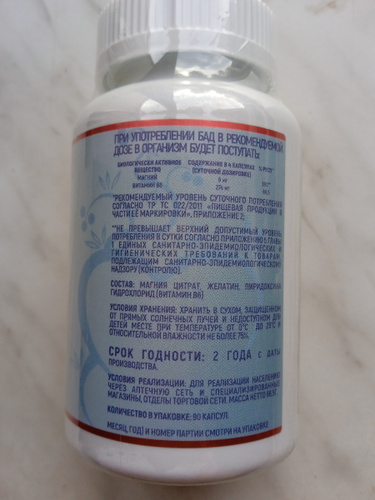 ПРИ УПОТРЕБЛЕНИИ БАД В РЕКОМЕНДУЕМОЙ
ДОЗЕ В ОРГАНИЗМ БУДЕТ ПОСТУПАТЬ:
БИОЛОГИЧЕСКИ АКТИВНОЕ СОДЕРЖАНИЕ В 4 КАПСУЛАХ
ВЕЩЕСТВО (СУТОЧНОЙ ДОЗИРОВКЕ)
МАГНИЙ
ВИТАМИН В6
*РЕКОМЕНДУЕМЫЙ УРОВЕНЬ СУТОЧНОГО ПОТРЕБЛЕНИЯ
СОГЛАСНО ТР ТС 022/2011 «ПИЩЕВАЯ ПРОДУКЦИЯ В
ЧАСТИ ЕЁ МАРКИРОВКИ», ПРИЛОЖЕНИЕ 2;
**НЕ ПРЕВЫШАЕТ ВЕРХНИЙ ДОПУСТИМЫЙ УРОВЕНЬ
ПОТРЕБЛЕНИЯ В СУТКИ СОГЛАСНО ПРИЛОЖЕНИЮ
1 ЕДИНЫХ САНИТАРНО-ЭПИДЕМИОЛОГИЧЕСКИХ И
ГИГИЕНИЧЕСКИХ ТРЕБОВАНИЙ К ТОВАРАМ,
ПОДЛЕЖАЩИМ САНИТАРНО-ЭПИДЕМИОЛОГИЧЕСКОМУ
НАДЗОРУ (КОНТРОЛЮ).
СОСТАВ: МАГНИЯ ЦИТРАТ, ЖЕЛАТИН, ПИРИДОКСИНА
ГИДРОХЛОРИД (ВИТАМИН В6)
УСЛОВИЯ ХРАНЕНИЯ: ХРАНИТЬ В СУХОМ, ЗАЩИЩЕННОМ
ОТ ПРЯМЫХ СОЛНЕЧНЫХ ЛУЧЕЙ И НЕДОСТУПНОМ ДЛЯ
ДЕТЕЙ МЕСТЕ (ПРИ ТЕМПЕРАТУРЕ ОТ 0°С ДО 25°С И
ОТНОСИТЕЛЬНОЙ ВЛАЖНОСТИ НЕ БОЛЕЕ 75%).
СРОК ГОДНОСТИ: 2 ГОДА С ДАТЫ
ПРОИЗВОДСТВА.
УСЛОВИЯ РЕАЛИЗАЦИИ: ДЛЯ РЕАЛИЗАЦИИ НАСЕЛЕНИЮ
ЧЕРЕЗ АПТЕЧНУЮ СЕТЬ И СПЕЦИАЛИЗИРОВАННЫЕ
МАГАЗИНЫ, ОТДЕЛЫ ТОРГОВОЙ СЕТИ. МАССА НЕТТО
КОЛИЧЕСТВО В УПАКОВКЕ: 90 КАПСУЛ.
МЕСЯЦ, ГОД И НОМЕР ПАРТИИ СМОТРИ НА УПАКОВКЕ